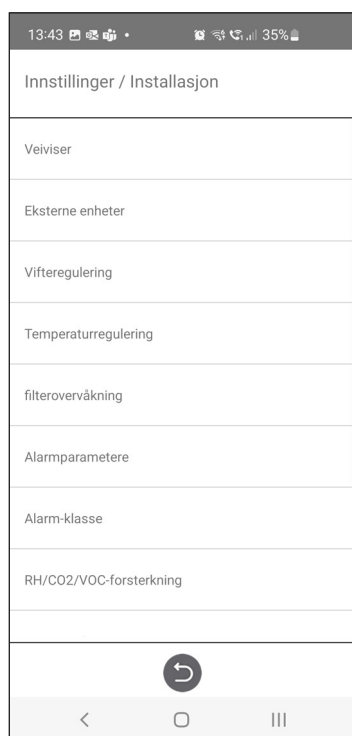 13:43 35%
Innstillinger / Installasjon
Veiviser
Eksterne enheter
Vifteregulering
Temperaturregulering
filterovervåkning
Alarmparametere
Alarm-klasse
RH/CO2/VOC-forsterkning